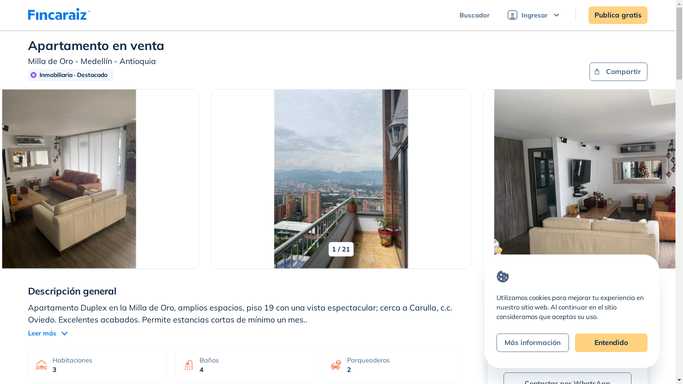 Fincaraiz
Buscador
Ingresar
Publica gratis
Apartamento en venta
Milla de Oro - Medellín - Antioquia
Inmobiliaria · Destacado
Compartir
1 / 21
Descripción general
Apartamento Duplex en la Milla de Oro, amplios espacios, piso 19 con una vista espectacular; cerca a Carulla, c.c.
Oviedo. Excelentes acabados. Permite estancias cortas de mínimo un mes..
Leer más
Habitaciones
3
Baños
4
Parqueaderos
2
Utilizamos cookies para mejorar tu experiencia en
nuestro sitio web. Al continuar en el sitio
consideramos que aceptas su uso.
Más información
Entendido
Contactar por WhatsApp